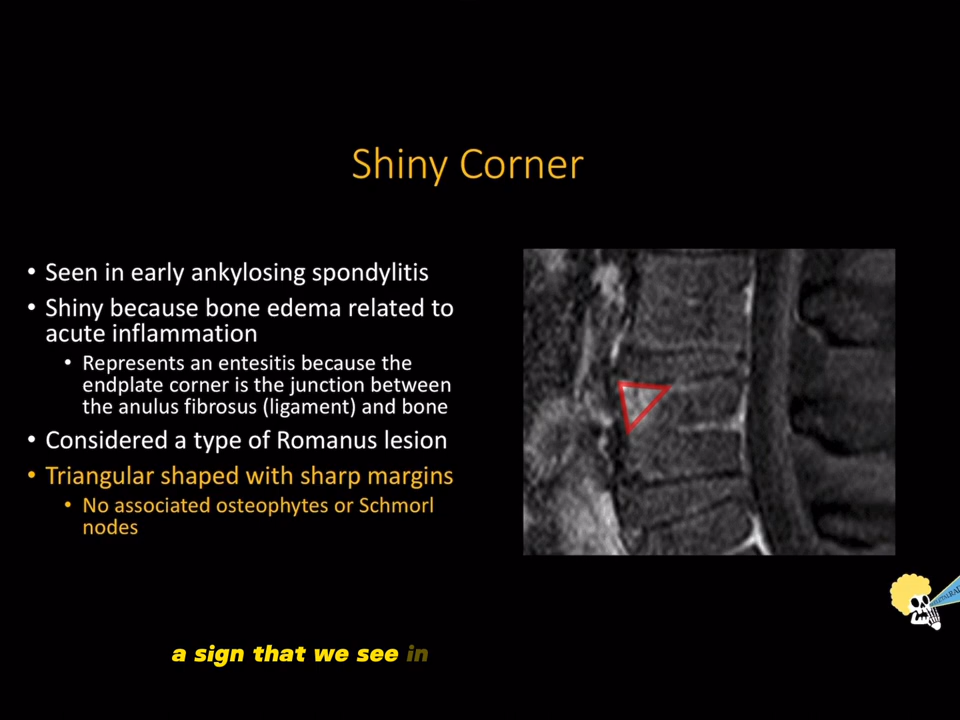 Shiny Corner
• Seen in early ankylosing spondylitis
• Shiny because bone edema related to
acute inflammation
• Represents an entesitis because the
endplate corner is the junction between
the anulus fibrosus (ligament) and bone
• Considered a type of Romanus lesion
• Triangular shaped with sharp margins
• No associated osteophytes or Schmorl
nodes
a sign that we see in